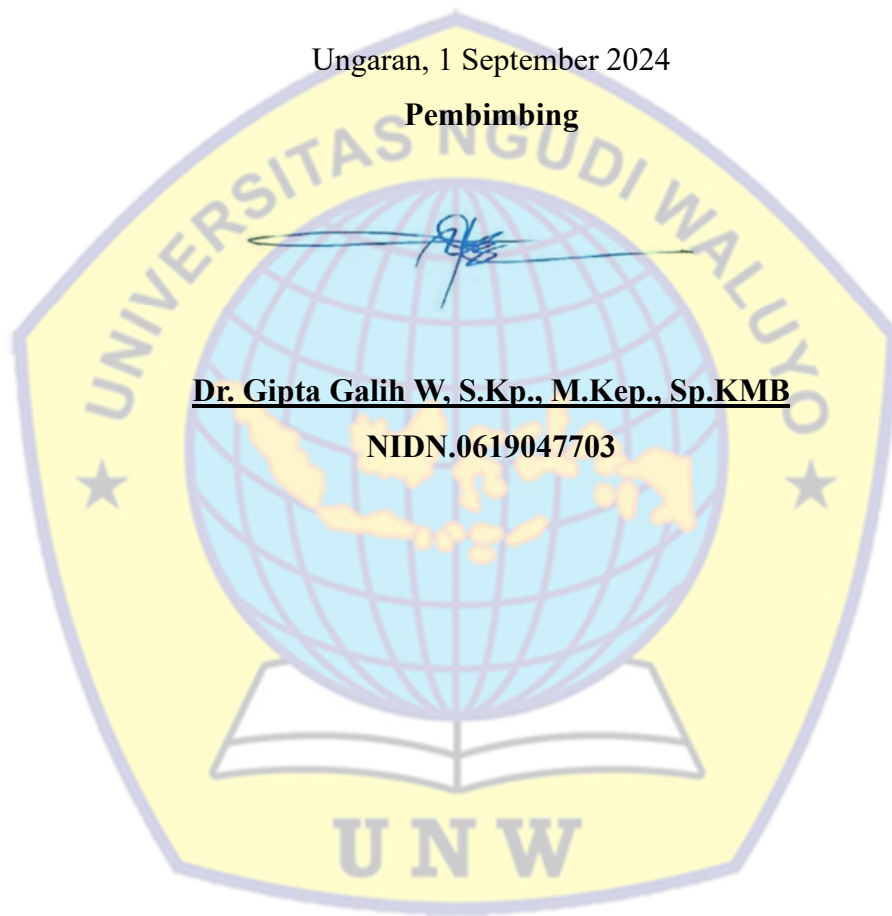 Ungaran, 1 September 2024
Pembimbing
UNIVERSITAS NGUDI WALUYO
Dr. Gipta Galih W, S.Kp., M.Kep., Sp.KMB
NIDN.0619047703
UNW